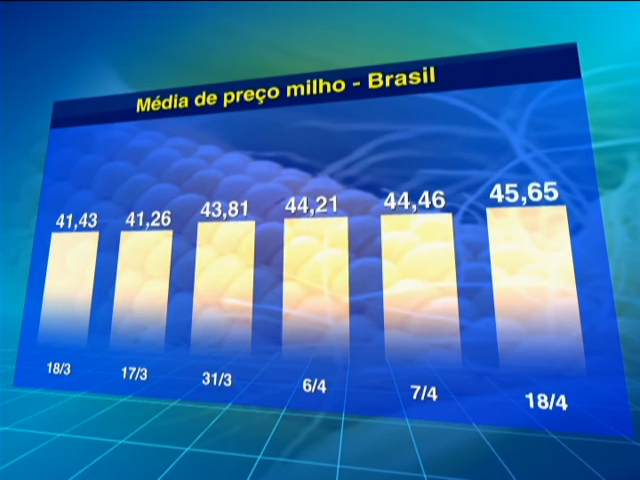 Média de preço milho - Brasil
41,43 41,26 43,81 44,21 44,46 45,65
18/3 17/3 31/3 6/4 7/4 18/4